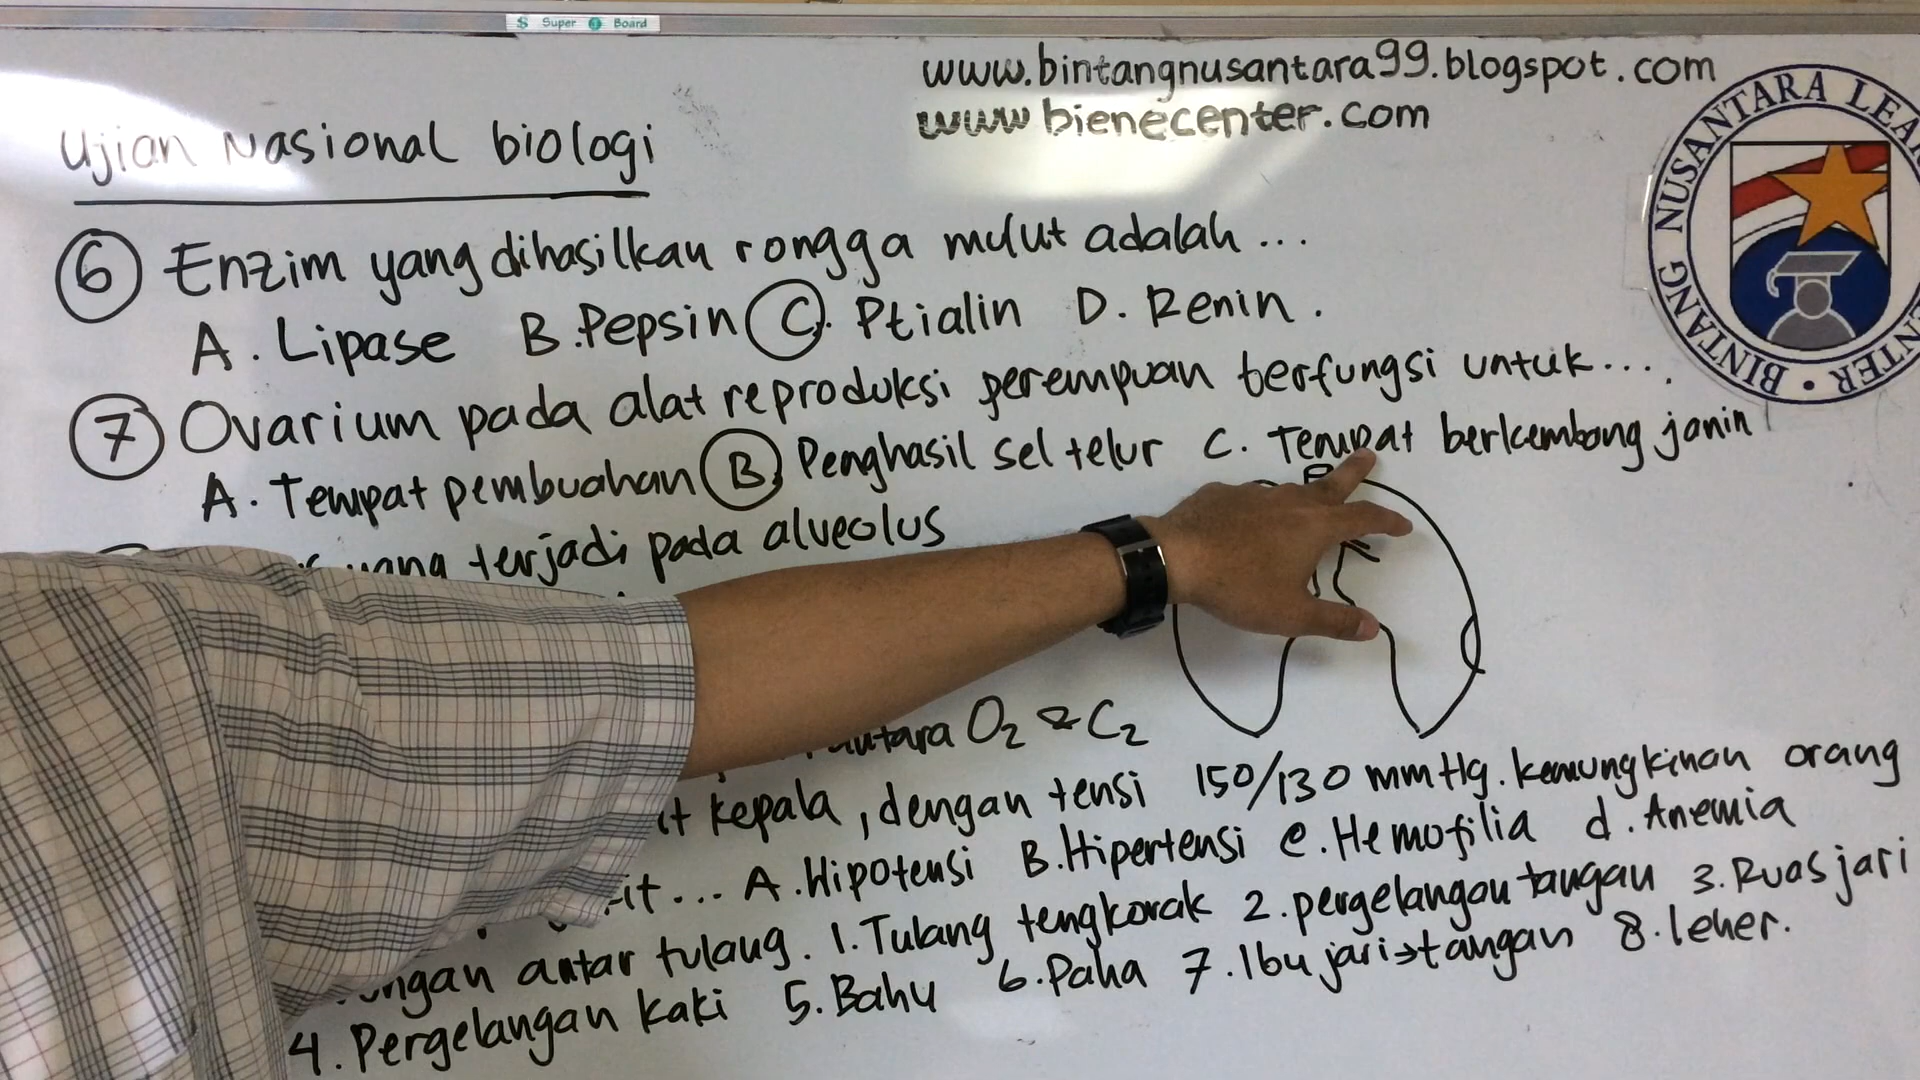 Super Board
www.bintangnusantara99.blogspot.com
www.bienecenter.com
Ujian Nasional biologi
6 Enzim yang dihasilkan rongga mulut adalah ...
A. Lipase B. Pepsin C. Ptialin D. Renin.
7 Ovarium pada alat reproduksi perempuan berfungsi untuk....
A. Tempat pembuahan B. Penghasil sel telur C. Tempat berkembang janin
yang terjadi pada alveolus
antara O2 & C2
kepala, dengan tensi 150/130 mmHg. kemungkinan orang
... A. Hipotensi B. Hipertensi c. Hemofilia d. Anemia
antar tulang. 1. Tulang tengkorak 2. pergelangan tangan 3. Ruas jari
4. Pergelangan kaki 5. Bahu 6. Paha 7. Ibu jari→tangan 8. leher.
BINTANG NUSANTARA